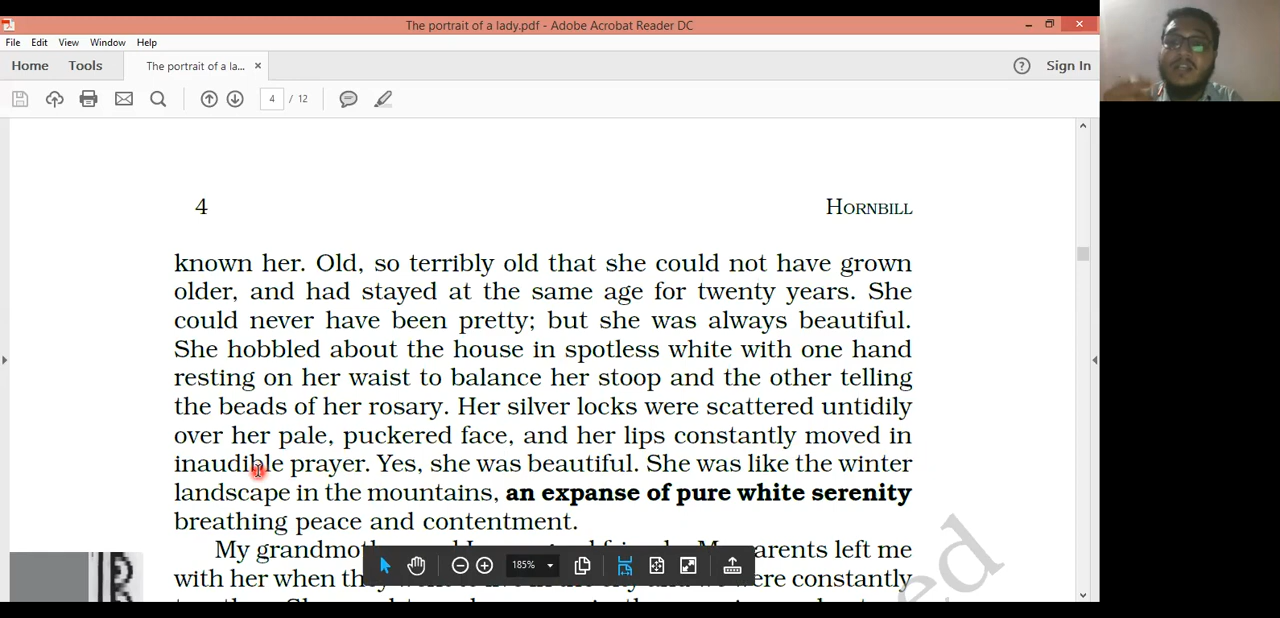 The portrait of a lady.pdf - Adobe Acrobat Reader DC
File Edit View Window Help
Home Tools The portrait of a la... × Sign In
4 / 12
4 HORNBILL
known her. Old, so terribly old that she could not have grown
older, and had stayed at the same age for twenty years. She
could never have been pretty; but she was always beautiful.
She hobbled about the house in spotless white with one hand
resting on her waist to balance her stoop and the other telling
the beads of her rosary. Her silver locks were scattered untidily
over her pale, puckered face, and her lips constantly moved in
inaudible prayer. Yes, she was beautiful. She was like the winter
landscape in the mountains, an expanse of pure white serenity
breathing peace and contentment.
My
left me
185%
with her when
were constantly